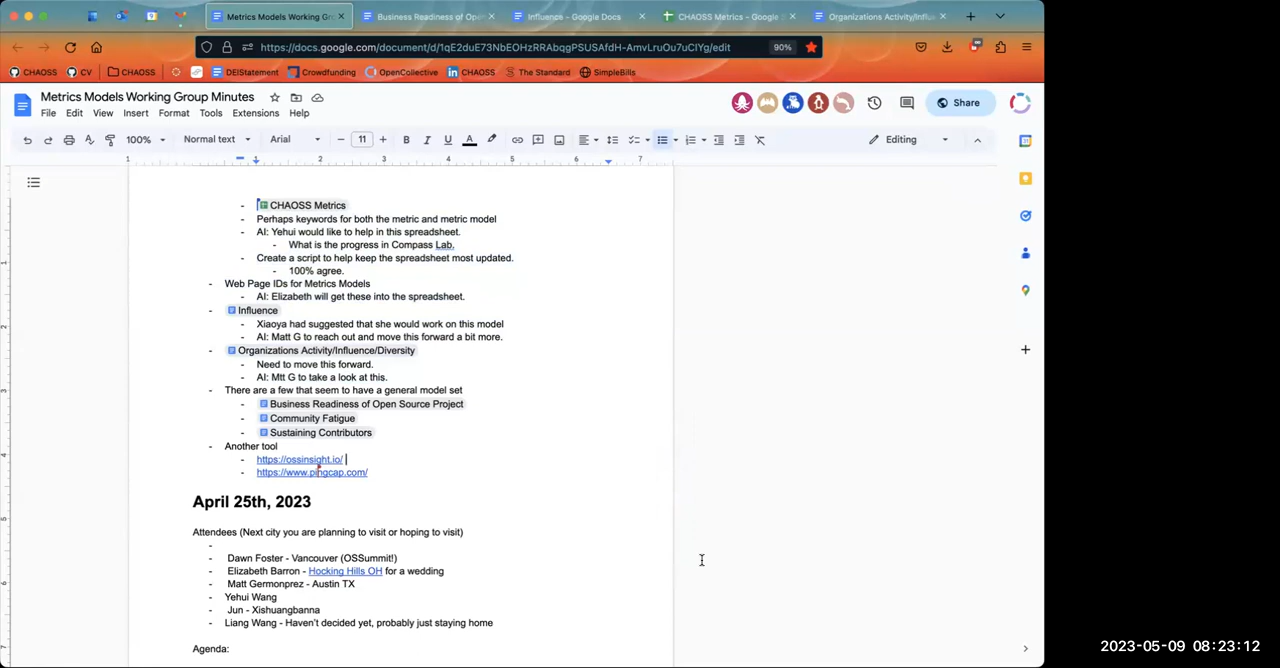 Metrics Models Working Gr
Business Readiness of Ope
Influence - Google Docs
CHAOSS Metrics - Google S
Organizations Activity/Influe
https://docs.google.com/document/d/1qE2duE73NbEOHzRRAbqgPSUSAfdH-AmvLruOu7uClYg/edit
90%
CHAOSS
CV
CHAOSS
DEIStatement
Crowdfunding
OpenCollective
CHAOSS
The Standard
SimpleBills
Metrics Models Working Group Minutes
File Edit View Insert Format Tools Extensions Help
Share
100%
Normal text
Arial
11
Editing
1 1 2 3 4 5 6 7
- CHAOSS Metrics
- Perhaps keywords for both the metric and metric model
- AI: Yehui would like to help in this spreadsheet.
- What is the progress in Compass Lab.
- Create a script to help keep the spreadsheet most updated.
- 100% agree.
- Web Page IDs for Metrics Models
- AI: Elizabeth will get these into the spreadsheet.
- Influence
- Xiaoya had suggested that she would work on this model
- AI: Matt G to reach out and move this forward a bit more.
- Organizations Activity/Influence/Diversity
- Need to move this forward.
- AI: Mtt G to take a look at this.
- There are a few that seem to have a general model set
- Business Readiness of Open Source Project
- Community Fatigue
- Sustaining Contributors
- Another tool
- https://ossinsight.io/
- https://www.pingcap.com/
April 25th, 2023
Attendees (Next city you are planning to visit or hoping to visit)
-
- Dawn Foster - Vancouver (OSSummit!)
- Elizabeth Barron - Hocking Hills OH for a wedding
- Matt Germonprez - Austin TX
- Yehui Wang
- Jun - Xishuangbanna
- Liang Wang - Haven't decided yet, probably just staying home
Agenda:
2023-05-09 08:23:12